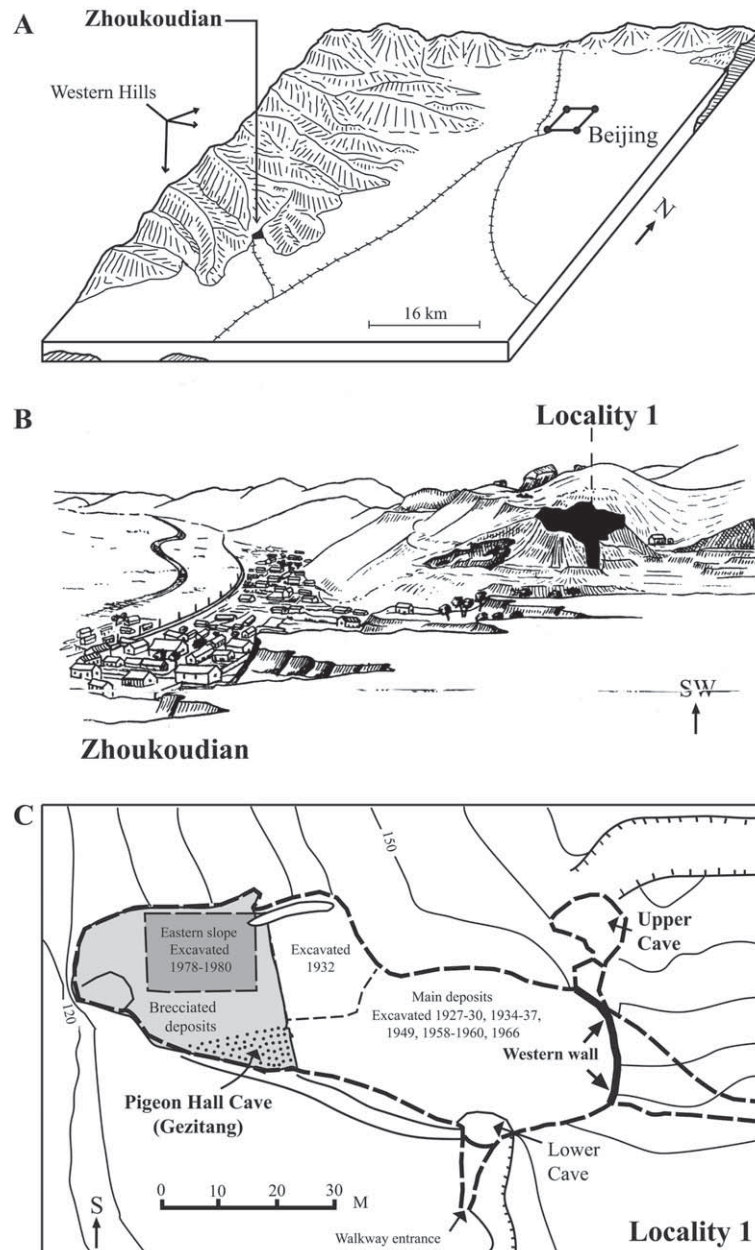 A
Zhoukoudian
Western Hills
Beijing
N
16 km
B
Locality 1
SW
Zhoukoudian
C
150
Upper
Cave
Eastern slope
Excavated
1978-1980
Excavated
1932
Main deposits
Excavated 1927-30, 1934-37,
1949, 1958-1960, 1966
120
Brecciated
deposits
Western wall
Pigeon Hall Cave
(Gezitang)
Lower
Cave
S
0 10 20 30 M
Walkway entrance
Locality 1